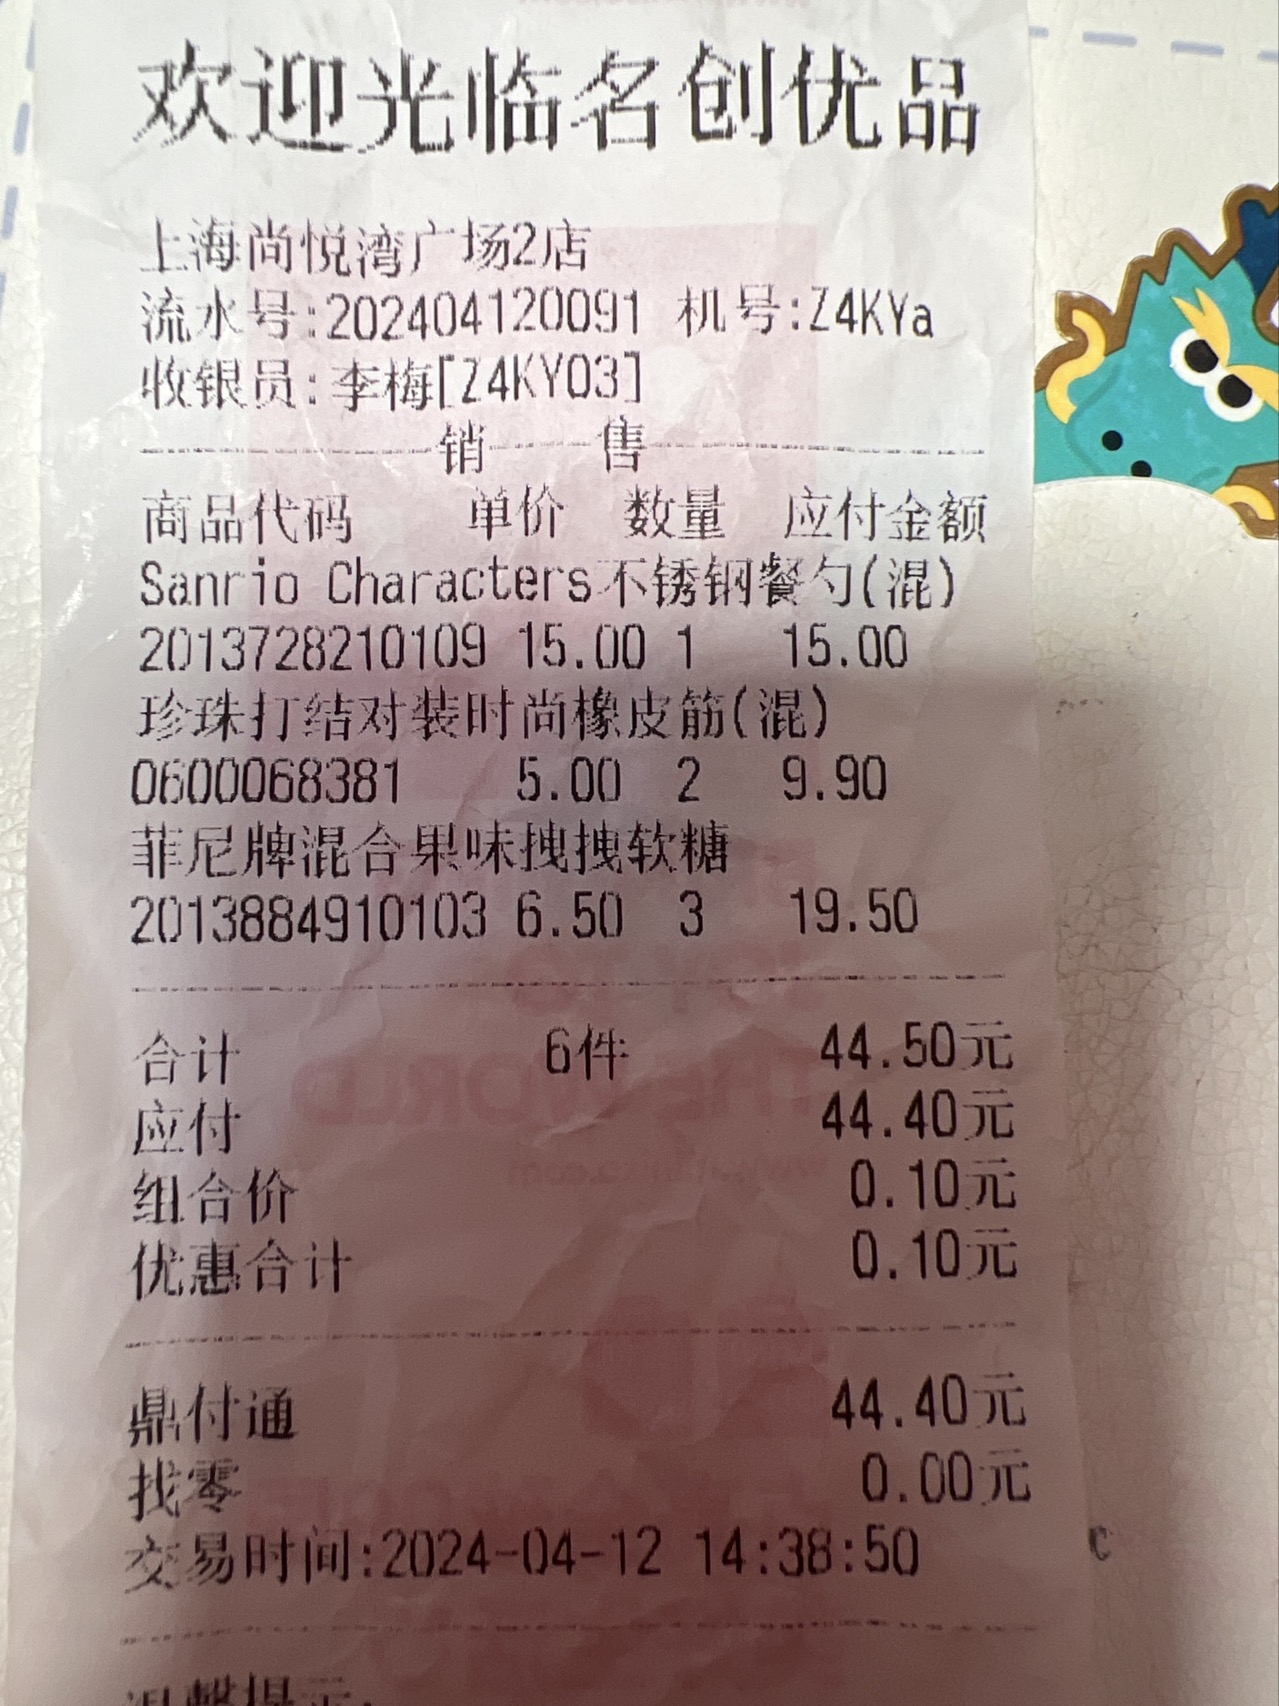 欢迎光临名创优品
上海尚悦湾广场2店
流水号:202404120091 机号:Z4KYa
收银员:李梅[Z4KY03]
销 售
商品代码 单价 数量 应付金额
Sanrio Characters不锈钢餐勺(混)
2013728210109 15.00 1 15.00
珍珠打结对装时尚橡皮筋(混)
0600068381 5.00 2 9.90
菲尼牌混合果味拽拽软糖
2013884910103 6.50 3 19.50
合计 6件 44.50元
应付 44.40元
组合价 0.10元
优惠合计 0.10元
鼎付通 44.40元
找零 0.00元
交易时间:2024-04-12 14:38:50
温馨提示: